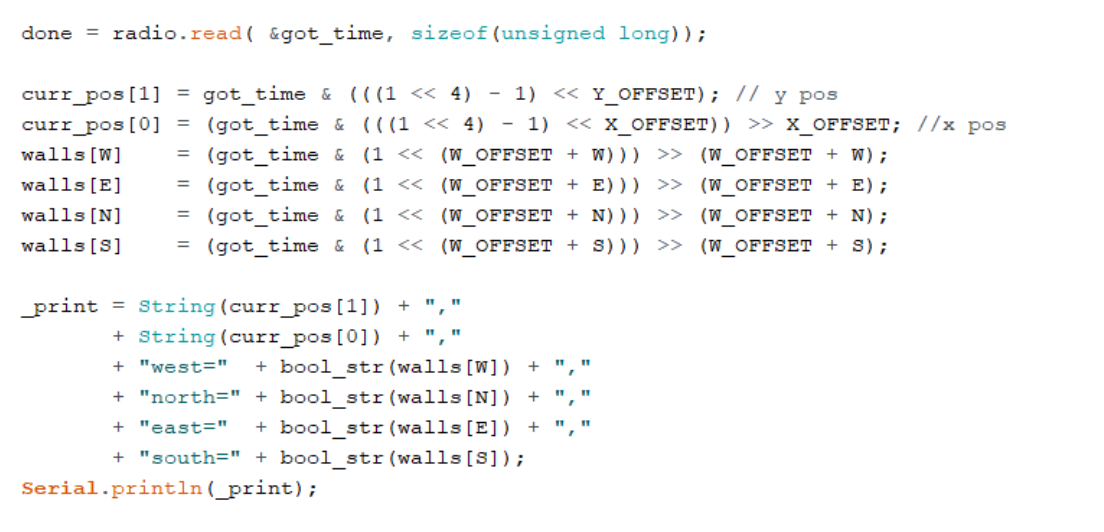 done = radio.read( &got_time, sizeof(unsigned long));
curr_pos[1] = got_time & (((1 << 4) - 1) << Y_OFFSET); // y pos
curr_pos[0] = (got_time & (((1 << 4) - 1) << X_OFFSET)) >> X_OFFSET; //x pos
walls[W]    = (got_time & (1 << (W_OFFSET + W))) >> (W_OFFSET + W);
walls[E]    = (got_time & (1 << (W_OFFSET + E))) >> (W_OFFSET + E);
walls[N]    = (got_time & (1 << (W_OFFSET + N))) >> (W_OFFSET + N);
walls[S]    = (got_time & (1 << (W_OFFSET + S))) >> (W_OFFSET + S);
_print = String(curr_pos[1]) + ","
+ String(curr_pos[0]) + ","
+ "west="  + bool_str(walls[W]) + ","
+ "north=" + bool_str(walls[N]) + ","
+ "east="  + bool_str(walls[E]) + ","
+ "south=" + bool_str(walls[S]);
Serial.println(_print);